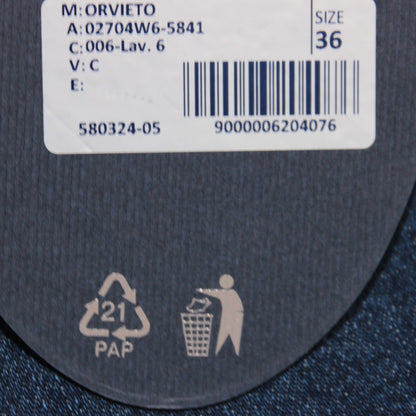 M: ORVIETO
A: 02704W6-5841
C: 006-Lav. 6
V: C
E:
SIZE
36
580324-05
9000006204076
21
PAP